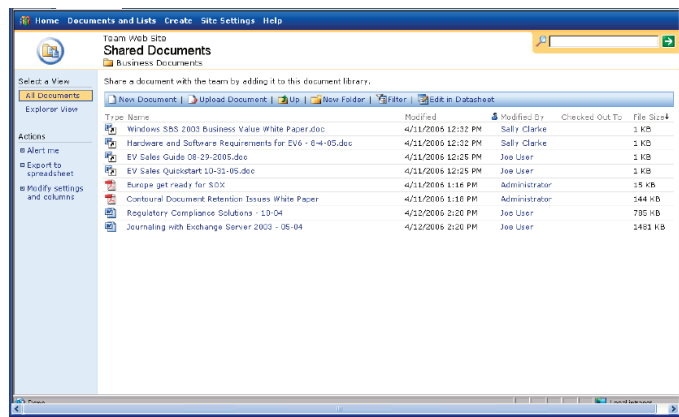 Home Documents and Lists Create Site Settings Help
Team Web Site
Shared Documents
Business Documents
Select a View
All Documents
Explorer View
Actions
Alert me
Export to
spreadsheet
Modify settings
and columns
Share a document with the team by adding it to this document library.
New Document | Upload Document | Up | New Folder | Filter | Edit in Datasheet
Type Name Modified Modified By Checked Out To File Size
Windows SBS 2003 Business Value White Paper.doc 4/11/2006 12:32 PM Sally Clarke 1 KB
Hardware and Software Requirements for EV6 - 8-4-05.doc 4/11/2006 12:32 PM Sally Clarke 1 KB
EV Sales Guide 08-29-2005.doc 4/11/2006 12:25 PM Joe User 1 KB
EV Sales Quickstart 10-31-05.doc 4/11/2006 12:25 PM Joe User 1 KB
Europe get ready for SOX 4/11/2006 1:16 PM Administrator 15 KB
Contoural Document Retention Issues White Paper 4/11/2006 1:18 PM Administrator 144 KB
Regulatory Compliance Solutions - 10-04 4/12/2006 2:20 PM Joe User 785 KB
Journaling with Exchange Server 2003 - 05-04 4/12/2006 2:20 PM Joe User 1481 KB
Done Local intranet